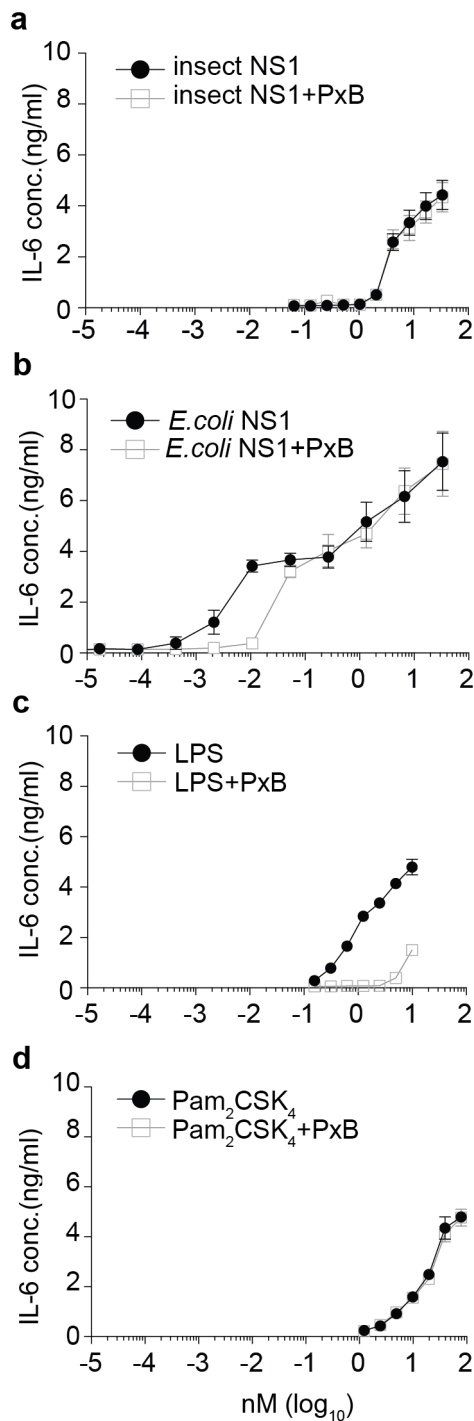 a
insect NS1
insect NS1+PxB
IL-6 conc.(ng/ml)
10
8
6
4
2
0
-5 -4 -3 -2 -1 0 1 2
b
E.coli NS1
E.coli NS1+PxB
IL-6 conc.(ng/ml)
10
8
6
4
2
0
-5 -4 -3 -2 -1 0 1 2
c
LPS
LPS+PxB
IL-6 conc.(ng/ml)
10
8
6
4
2
0
-5 -4 -3 -2 -1 0 1 2
d
Pam₂CSK₄
Pam₂CSK₄+PxB
IL-6 conc.(ng/ml)
10
8
6
4
2
0
-5 -4 -3 -2 -1 0 1 2
nM (log₁₀)